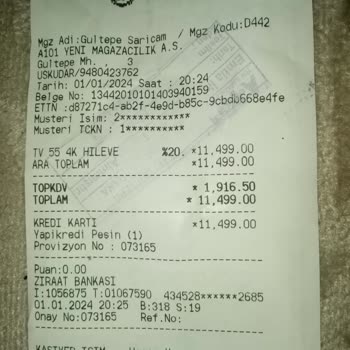 Mgz Adi:Gultepe Saricam / Mgz Kodu:D442
A101 YENI MAGAZACILIK A.S.
Gultepe Mh. , 3
USKUDAR/9480423762
Tarih: 01/01/2024 Saat : 20:24
Belge No: 1344201010403940159
ETTN :d87271c4-ab2f-4e9d-b85c-9cbdb668e4fe
Musteri Isim: 2************
Musteri TCKN : 1**********
TV 55 4K HILEVE %20. *11,499.00
ARA TOPLAM *11,499.00
TOPKDV * 1,916.50
TOPLAM * 11,499.00
KREDI KARTI *11,499.00
Yapikredi Pesin (1)
Provizyon No : 073165
Puan:0.00
ZIRAAT BANKASI
I:1056875 T:01067590 434528******2685
01.01.2024 20:25 B:318 S:19
Onay No:073165 Ref.No: